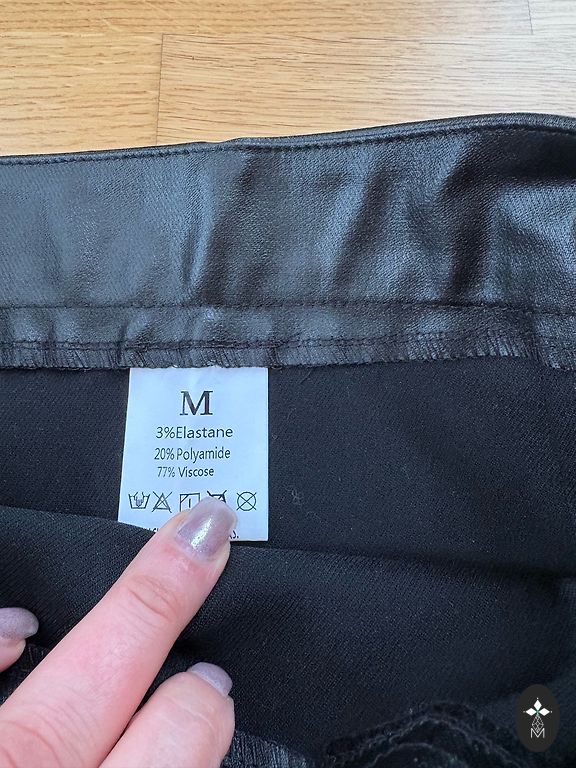 M
3%Elastane
20%Polyamide
77% Viscose